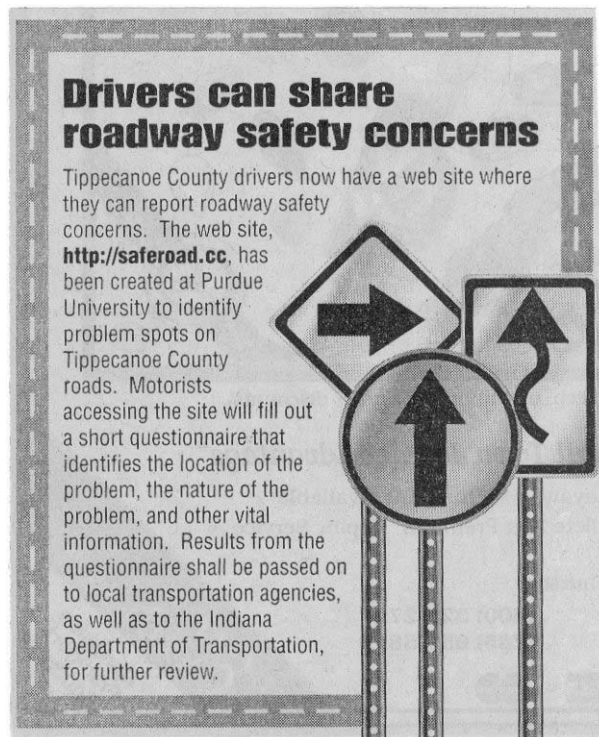 Drivers can share
roadway safety concerns
Tippecanoe County drivers now have a web site where
they can report roadway safety
concerns. The web site,
http://saferoad.cc, has
been created at Purdue
University to identify
problem spots on
Tippecanoe County
roads. Motorists
accessing the site will fill out
a short questionnaire that
identifies the location of the
problem, the nature of the
problem, and other vital
information. Results from the
questionnaire shall be passed on
to local transportation agencies,
as well as to the Indiana
Department of Transportation,
for further review.